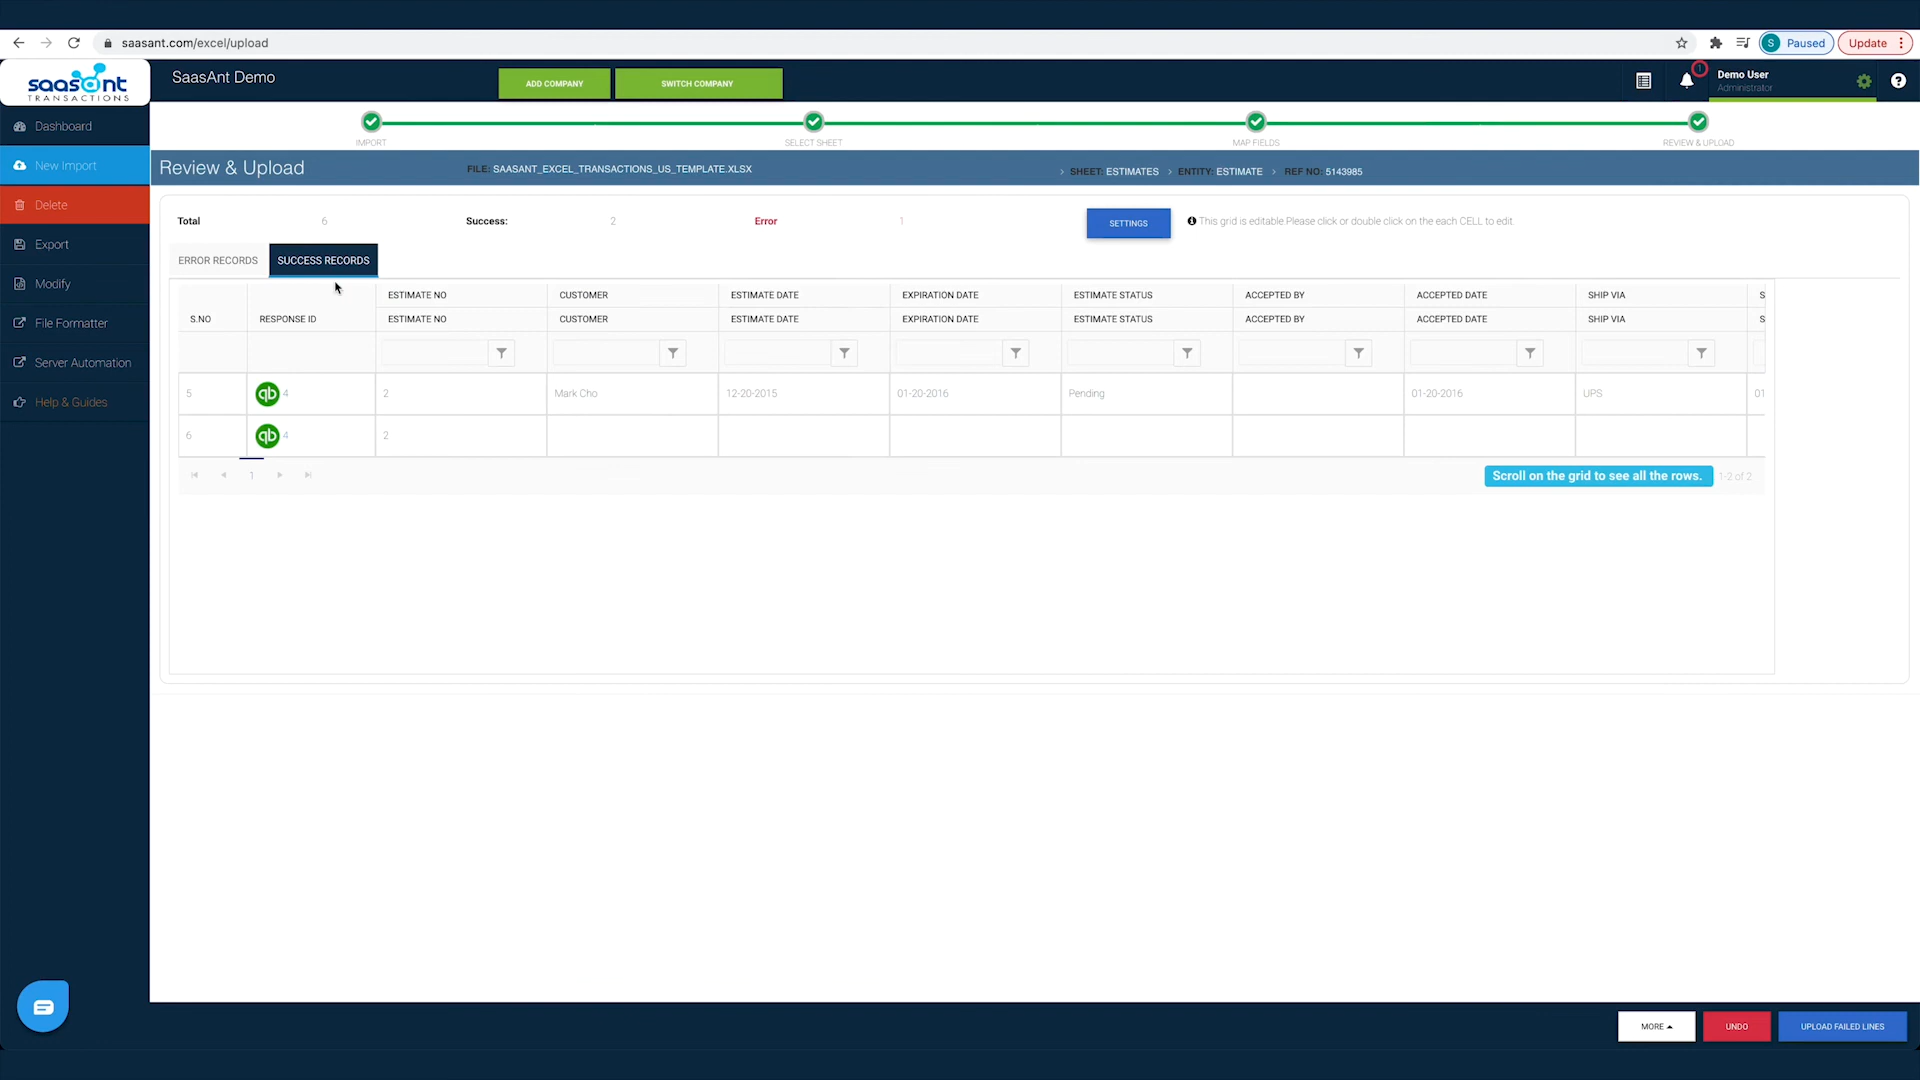 saasant.com/excel/upload
S Paused
Update
saasant
TRANSACTIONS
SaasAnt Demo
ADD COMPANY
SWITCH COMPANY
1
Demo User
Administrator
?
Dashboard
New Import
Delete
Export
Modify
File Formatter
Server Automation
Help & Guides
IMPORT
SELECT SHEET
MAP FIELDS
REVIEW & UPLOAD
Review & Upload
FILE: SAASANT_EXCEL_TRANSACTIONS_US_TEMPLATE.XLSX
> SHEET: ESTIMATES > ENTITY: ESTIMATE > REF NO: 5143985
Total 6 Success: 2 Error 1
SETTINGS
This grid is editable.Please click or double click on the each CELL to edit.
ERROR RECORDS
SUCCESS RECORDS
ESTIMATE NO CUSTOMER ESTIMATE DATE EXPIRATION DATE ESTIMATE STATUS ACCEPTED BY ACCEPTED DATE SHIP VIA S
S.NO RESPONSE ID ESTIMATE NO CUSTOMER ESTIMATE DATE EXPIRATION DATE ESTIMATE STATUS ACCEPTED BY ACCEPTED DATE SHIP VIA S
5 qb 4 2 Mark Cho 12-20-2015 01-20-2016 Pending 01-20-2016 UPS 01
6 qb 4 2
1
Scroll on the grid to see all the rows.
1-2 of 2
MORE
UNDO
UPLOAD FAILED LINES